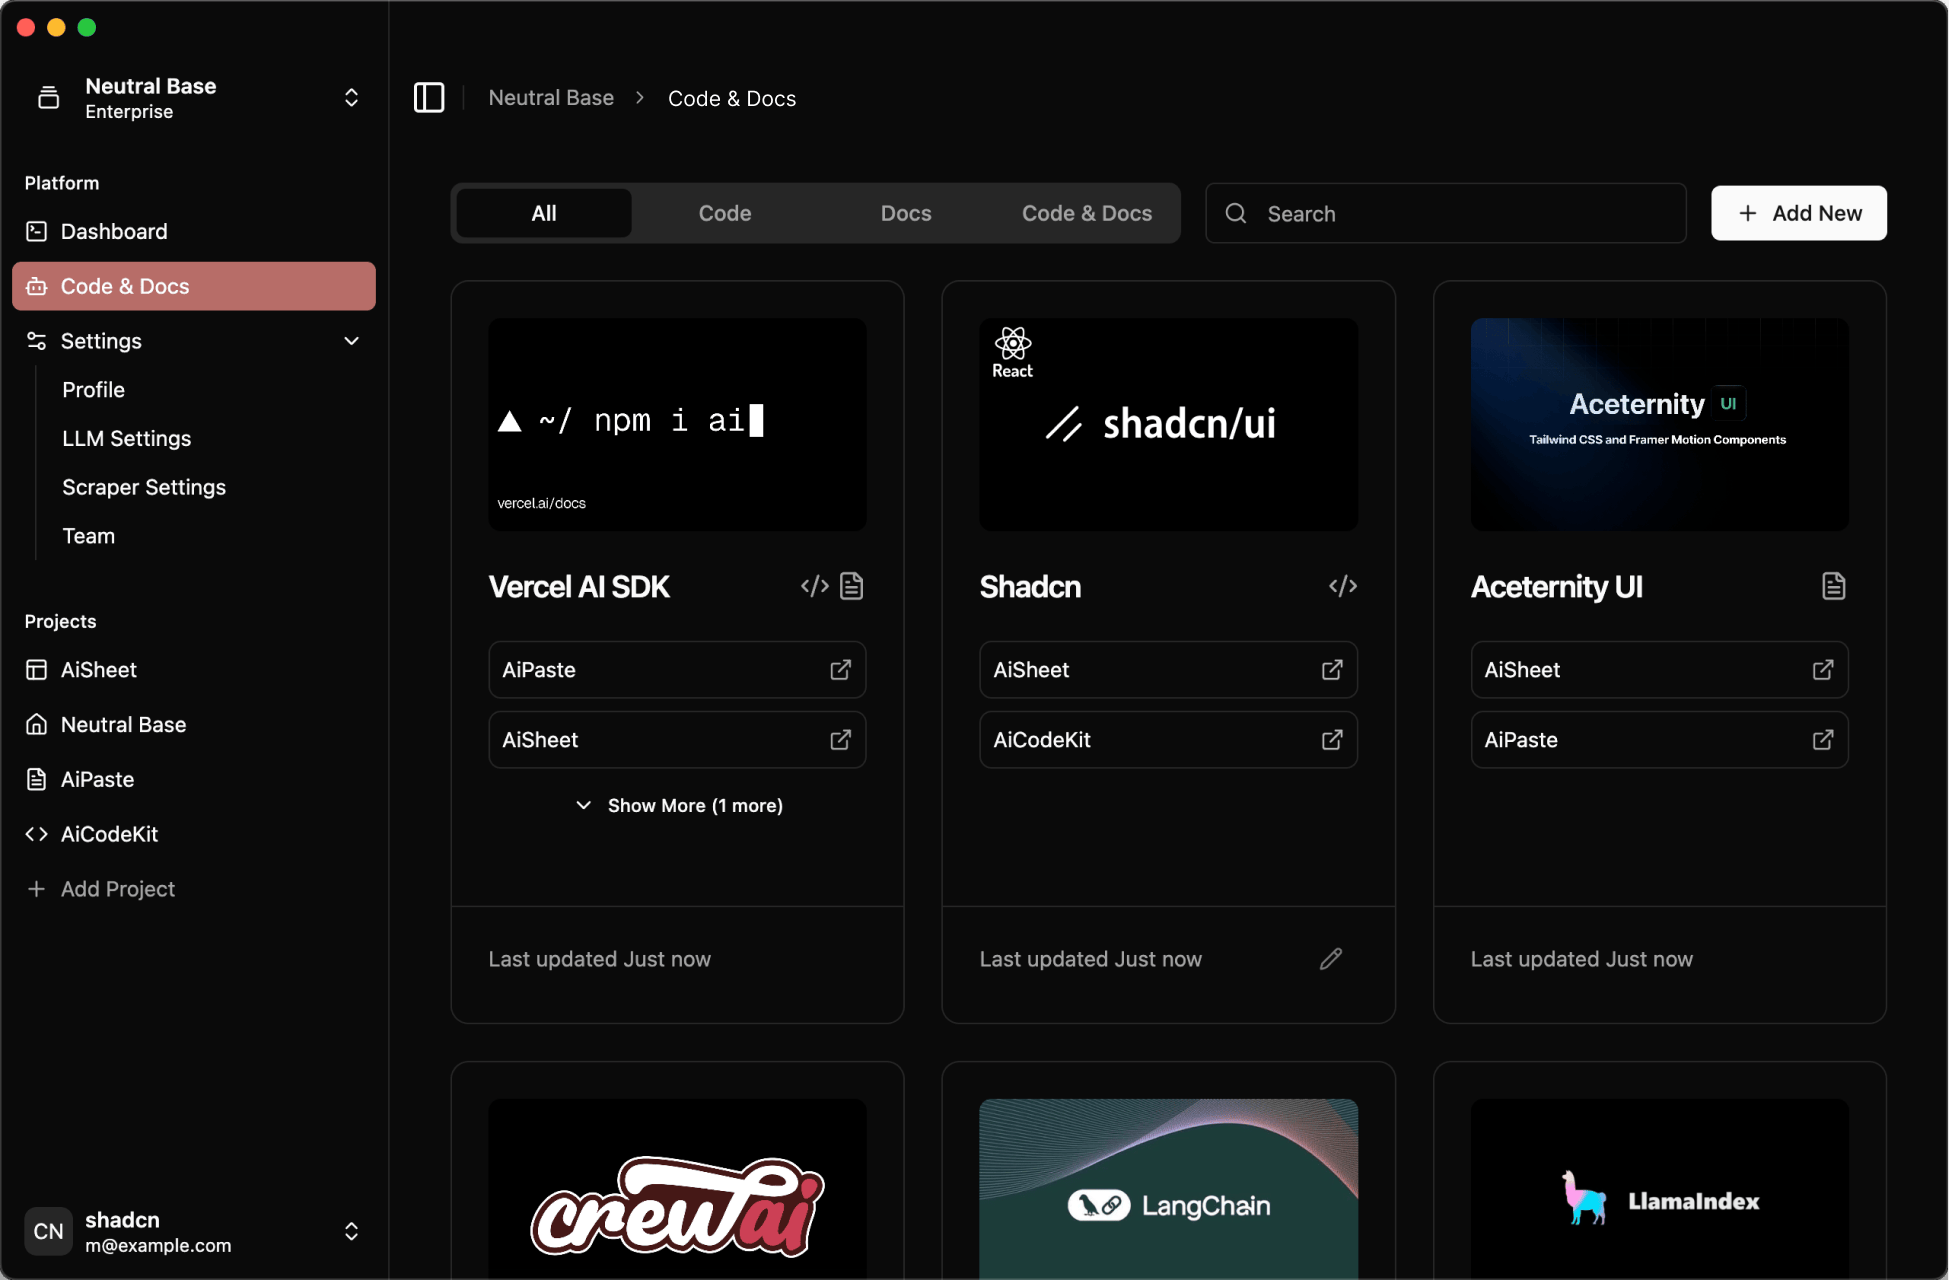 Neutral Base
Enterprise
Platform
Dashboard
Code & Docs
Settings
Profile
LLM Settings
Scraper Settings
Team
Projects
AiSheet
Neutral Base
AiPaste
AiCodeKit
Add Project
CN
shadcn
m@example.com
Neutral Base > Code & Docs
All Code Docs Code & Docs
Search
Add New
▲ ~/ npm i ai
vercel.ai/docs
Vercel AI SDK
AiPaste
AiSheet
Show More (1 more)
Last updated Just now
React
shadcn/ui
Shadcn
AiSheet
AiCodeKit
Last updated Just now
Aceternity UI
Tailwind CSS and Framer Motion Components
Aceternity UI
AiSheet
AiPaste
Last updated Just now
crewai
LangChain
LlamaIndex